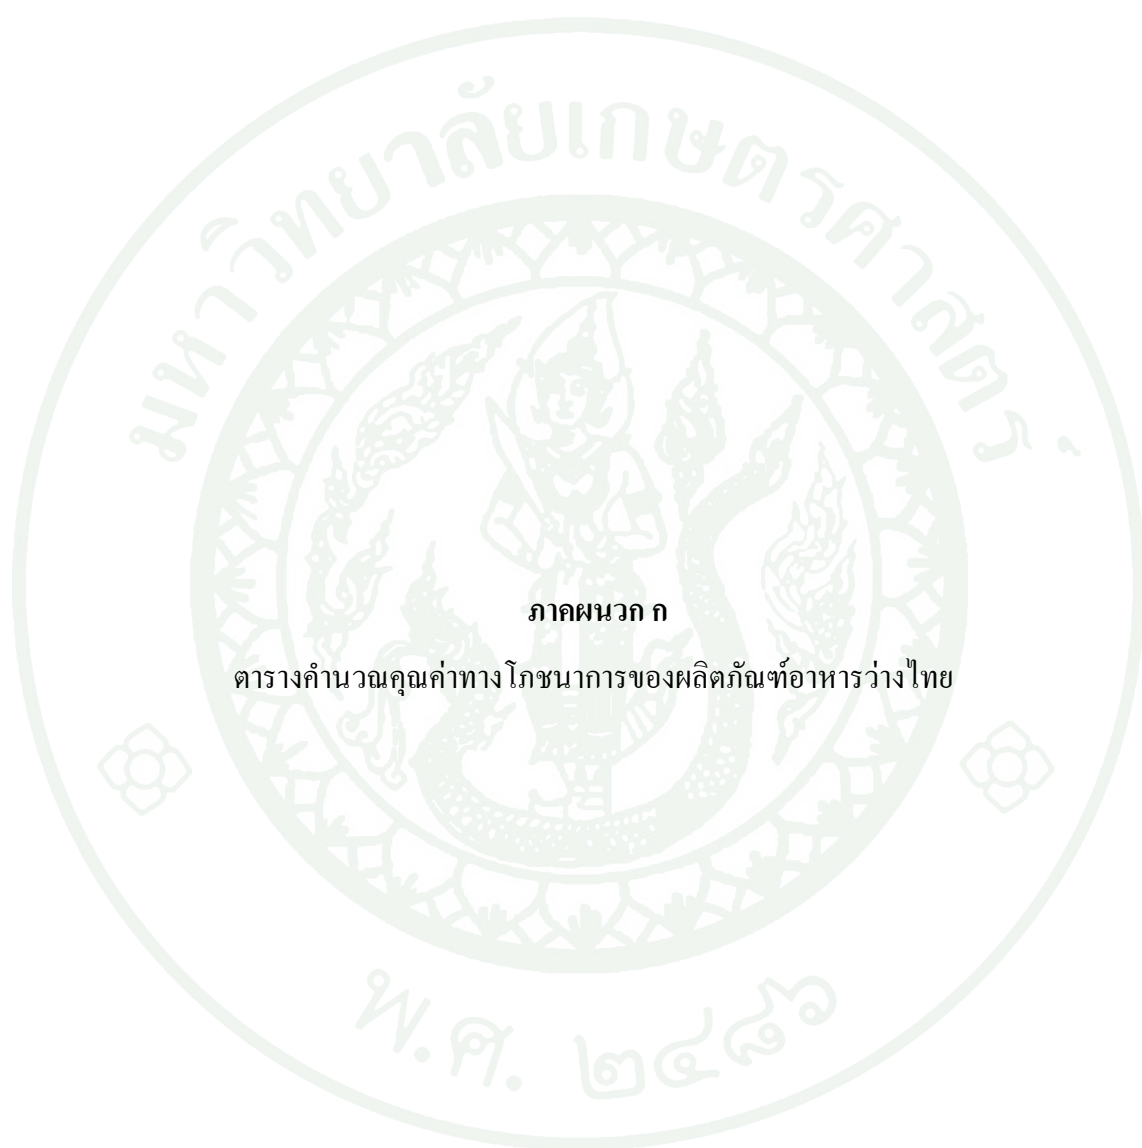 มหาวิทยาลัยเกษตรศาสตร์
ภาคผนวก ก
ตารางคำนวณคุณค่าทางโภชนาการของผลิตภัณฑ์อาหารว่างไทย
พ.ศ. ๒๔๘๖